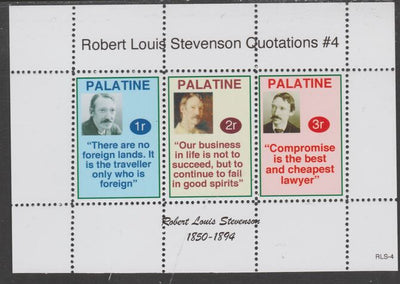 Robert Louis Stevenson Quotations #4
PALATINE
1r
"There are no
foreign lands. It
is the traveller
only who is
foreign"
PALATINE
2r
"Our business
in life is not to
succeed, but to
continue to fail
in good spirits"
PALATINE
3r
"Compromise
is the best
and cheapest
lawyer"
Robert Louis Stevenson
1850-1894
RLS-4